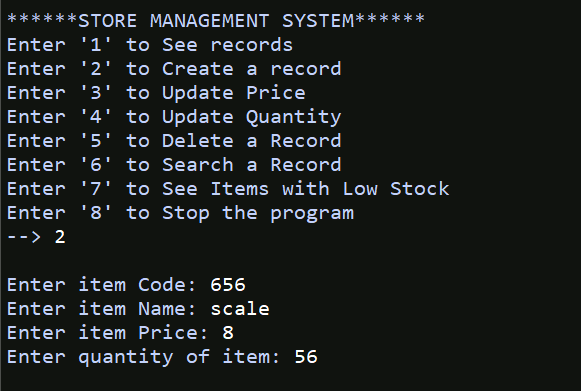 ******STORE MANAGEMENT SYSTEM******
Enter '1' to See records
Enter '2' to Create a record
Enter '3' to Update Price
Enter '4' to Update Quantity
Enter '5' to Delete a Record
Enter '6' to Search a Record
Enter '7' to See Items with Low Stock
Enter '8' to Stop the program
--> 2
Enter item Code: 656
Enter item Name: scale
Enter item Price: 8
Enter quantity of item: 56